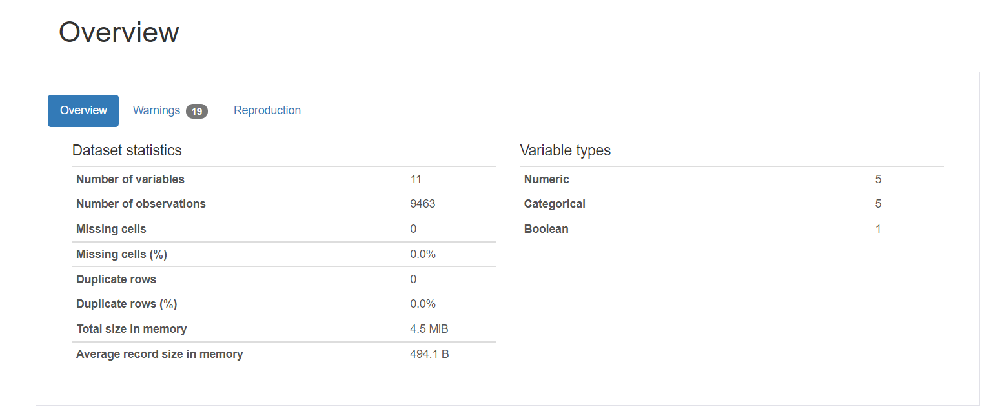 Overview
Overview Warnings 19 Reproduction
Dataset statistics
Number of variables 11
Number of observations 9463
Missing cells 0
Missing cells (%) 0.0%
Duplicate rows 0
Duplicate rows (%) 0.0%
Total size in memory 4.5 MiB
Average record size in memory 494.1 B
Variable types
Numeric 5
Categorical 5
Boolean 1